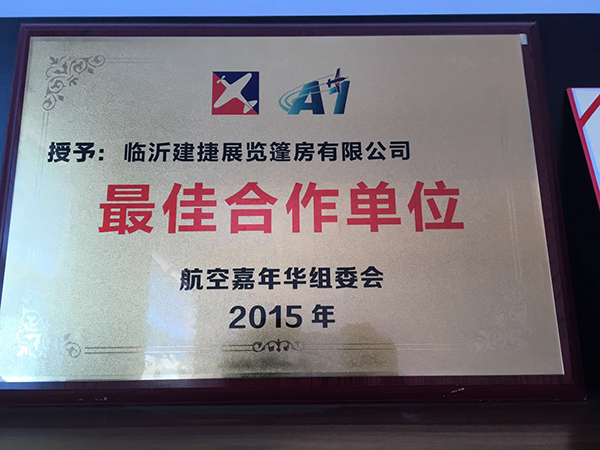 A1
授予：临沂建捷展览篷房有限公司
最佳合作单位
航空嘉年华组委会
2015年